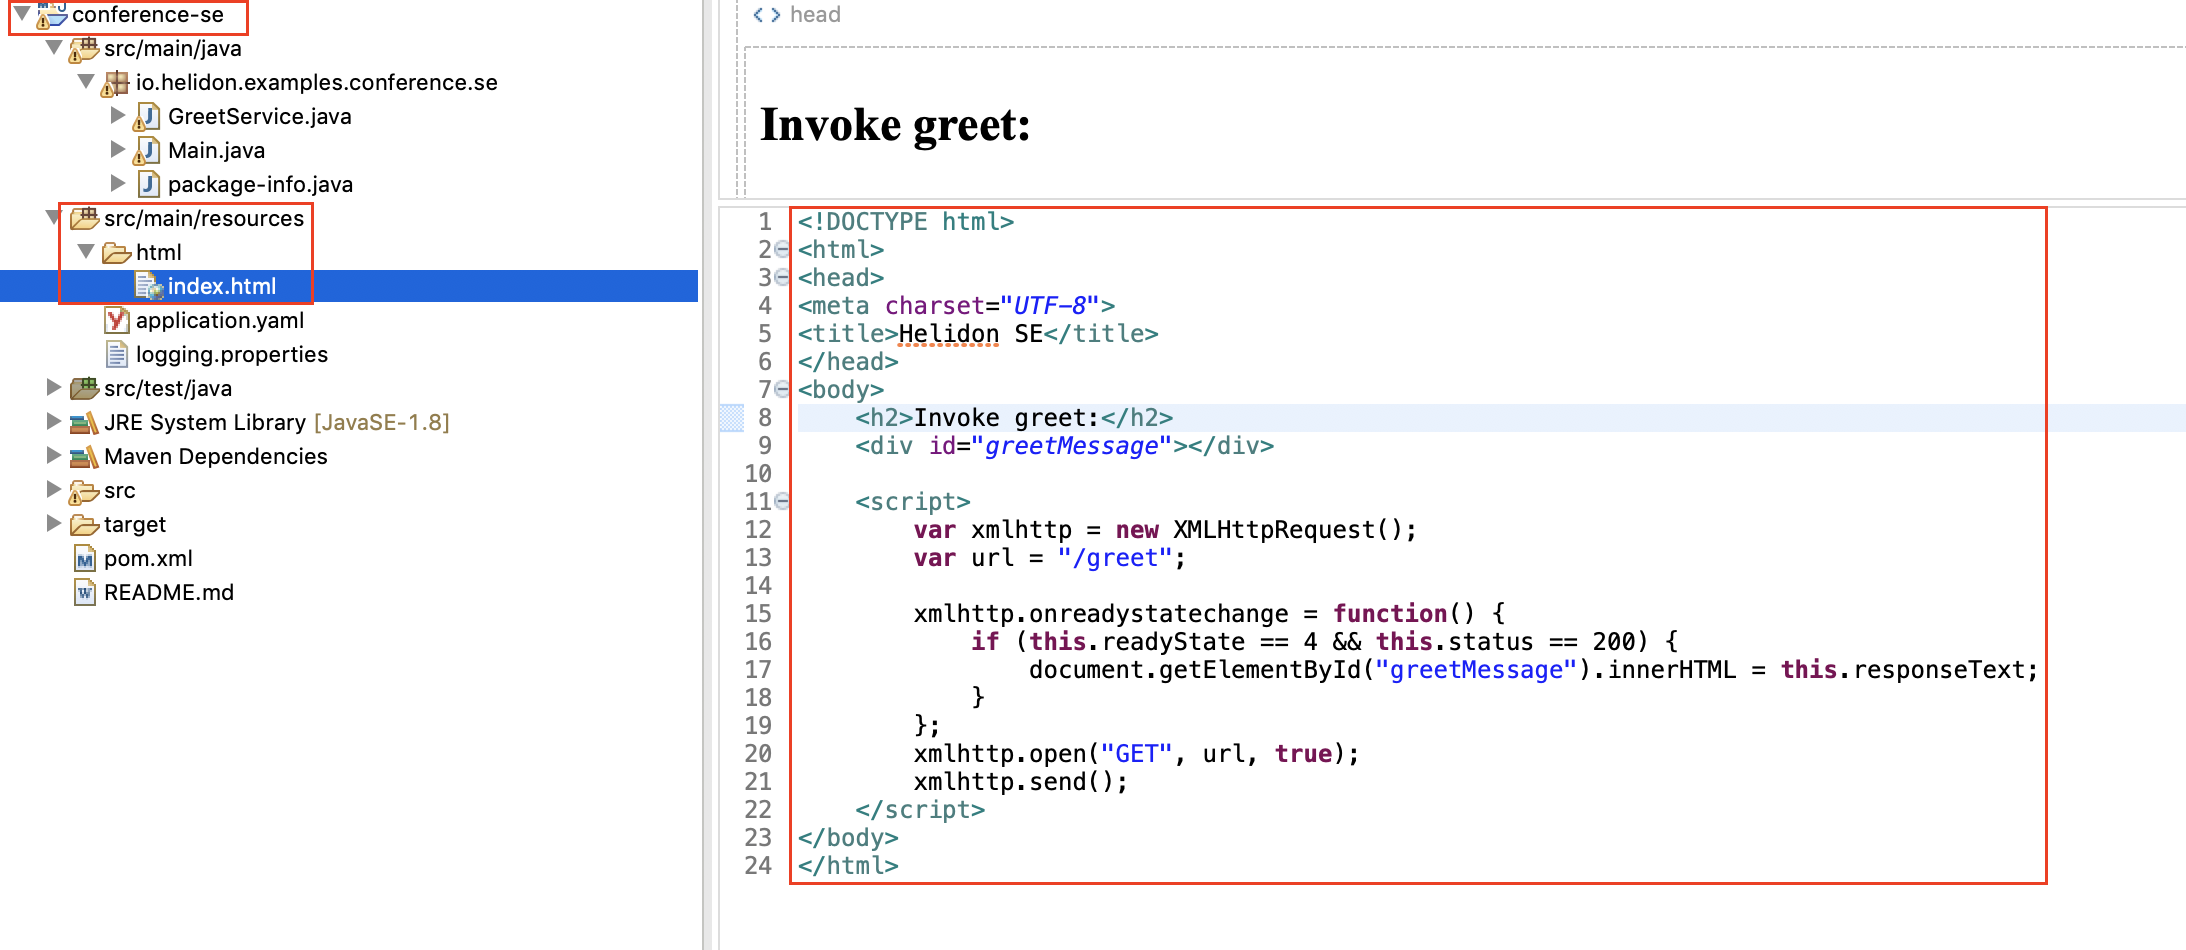 conference-se
src/main/java
io.helidon.examples.conference.se
GreetService.java
Main.java
package-info.java
src/main/resources
html
index.html
application.yaml
logging.properties
src/test/java
JRE System Library [JavaSE-1.8]
Maven Dependencies
src
target
pom.xml
README.md
<> head
Invoke greet:
1 <!DOCTYPE html>
2 <html>
3 <head>
4 <meta charset="UTF-8">
5 <title>Helidon SE</title>
6 </head>
7 <body>
8     <h2>Invoke greet:</h2>
9     <div id="greetMessage"></div>
10
11     <script>
12         var xmlhttp = new XMLHttpRequest();
13         var url = "/greet";
14
15         xmlhttp.onreadystatechange = function() {
16             if (this.readyState == 4 && this.status == 200) {
17                 document.getElementById("greetMessage").innerHTML = this.responseText;
18             }
19         };
20         xmlhttp.open("GET", url, true);
21         xmlhttp.send();
22     </script>
23 </body>
24 </html>